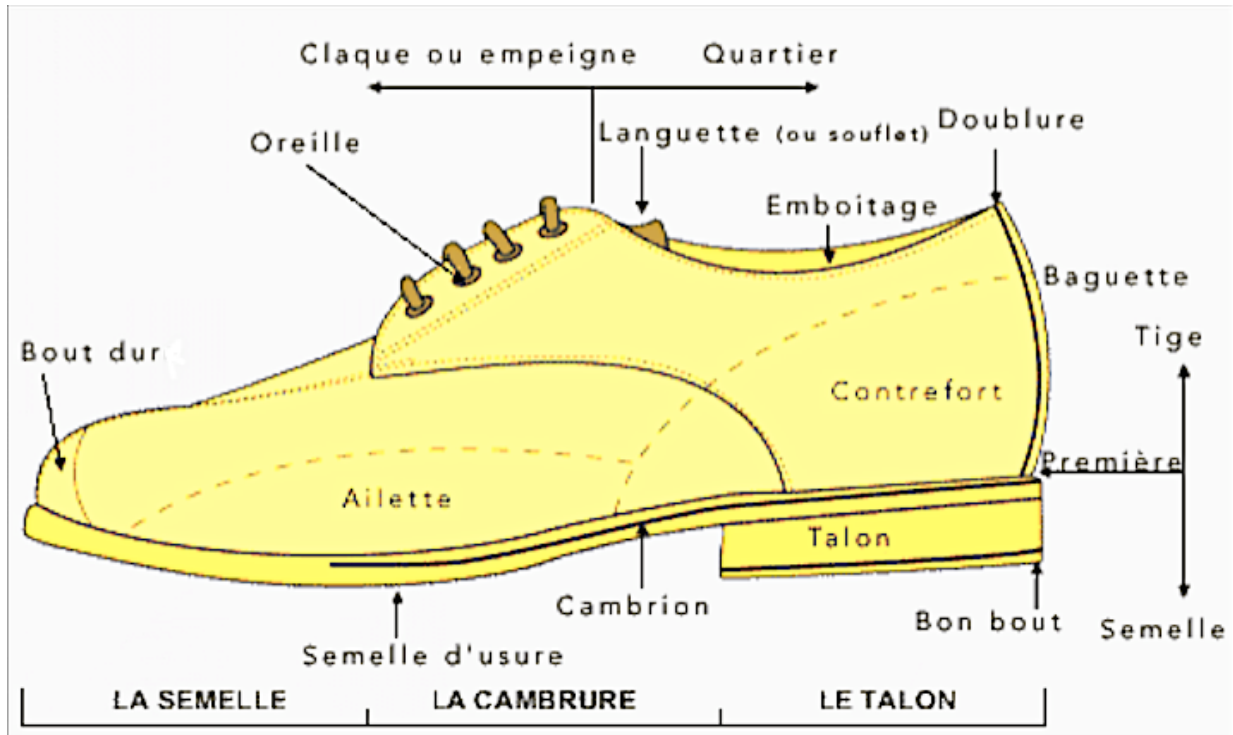 Claque ou empeigne Quartier
Oreille
Languette (ou souflet)
Doublure
Emboitage
Baguette
Tige
Bout dur
Contrefort
Première
Ailette
Talon
Cambrion
Bon bout
Semelle
Semelle d'usure
LA SEMELLE LA CAMBRURE LE TALON